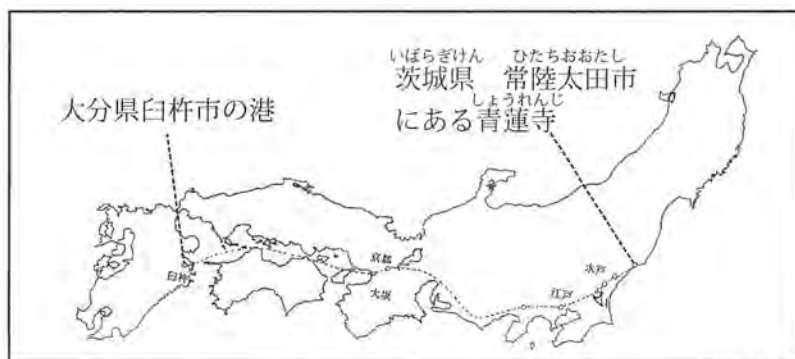 いばらぎけん ひたちおおたし
茨城県 常陸太田市
しょうれんじ
にある青蓮寺
大分県臼杵市の港
臼杵
京都
大坂
江戸
水戸